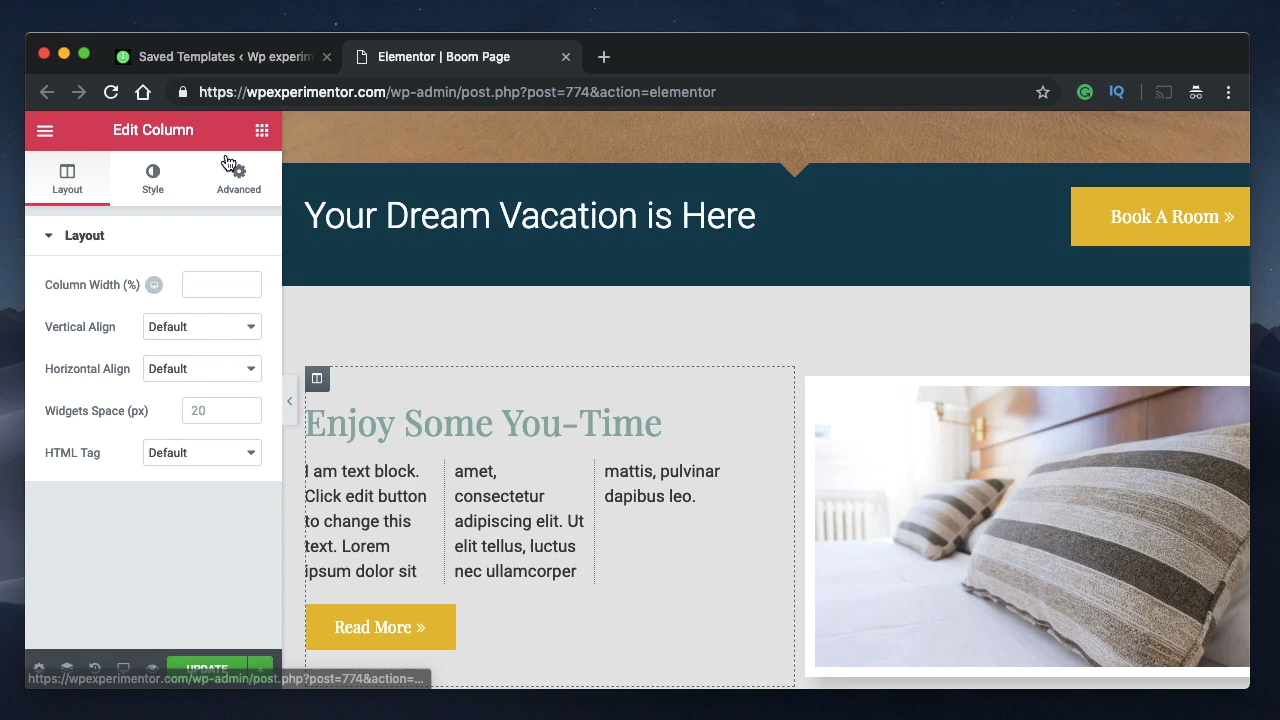 Saved Templates ‹ Wp experim
Elementor | Boom Page
https://wpexperimentor.com/wp-admin/post.php?post=774&action=elementor
IQ
Edit Column
Layout
Style
Advanced
Layout
Column Width (%)
Vertical Align
Default
Horizontal Align
Default
Widgets Space (px)
20
HTML Tag
Default
UPDATE
https://wpexperimentor.com/wp-admin/post.php?post=774&action=...
Your Dream Vacation is Here
Book A Room »
Enjoy Some You-Time
I am text block.
Click edit button
to change this
text. Lorem
ipsum dolor sit
amet,
consectetur
adipiscing elit. Ut
elit tellus, luctus
nec ullamcorper
mattis, pulvinar
dapibus leo.
Read More »